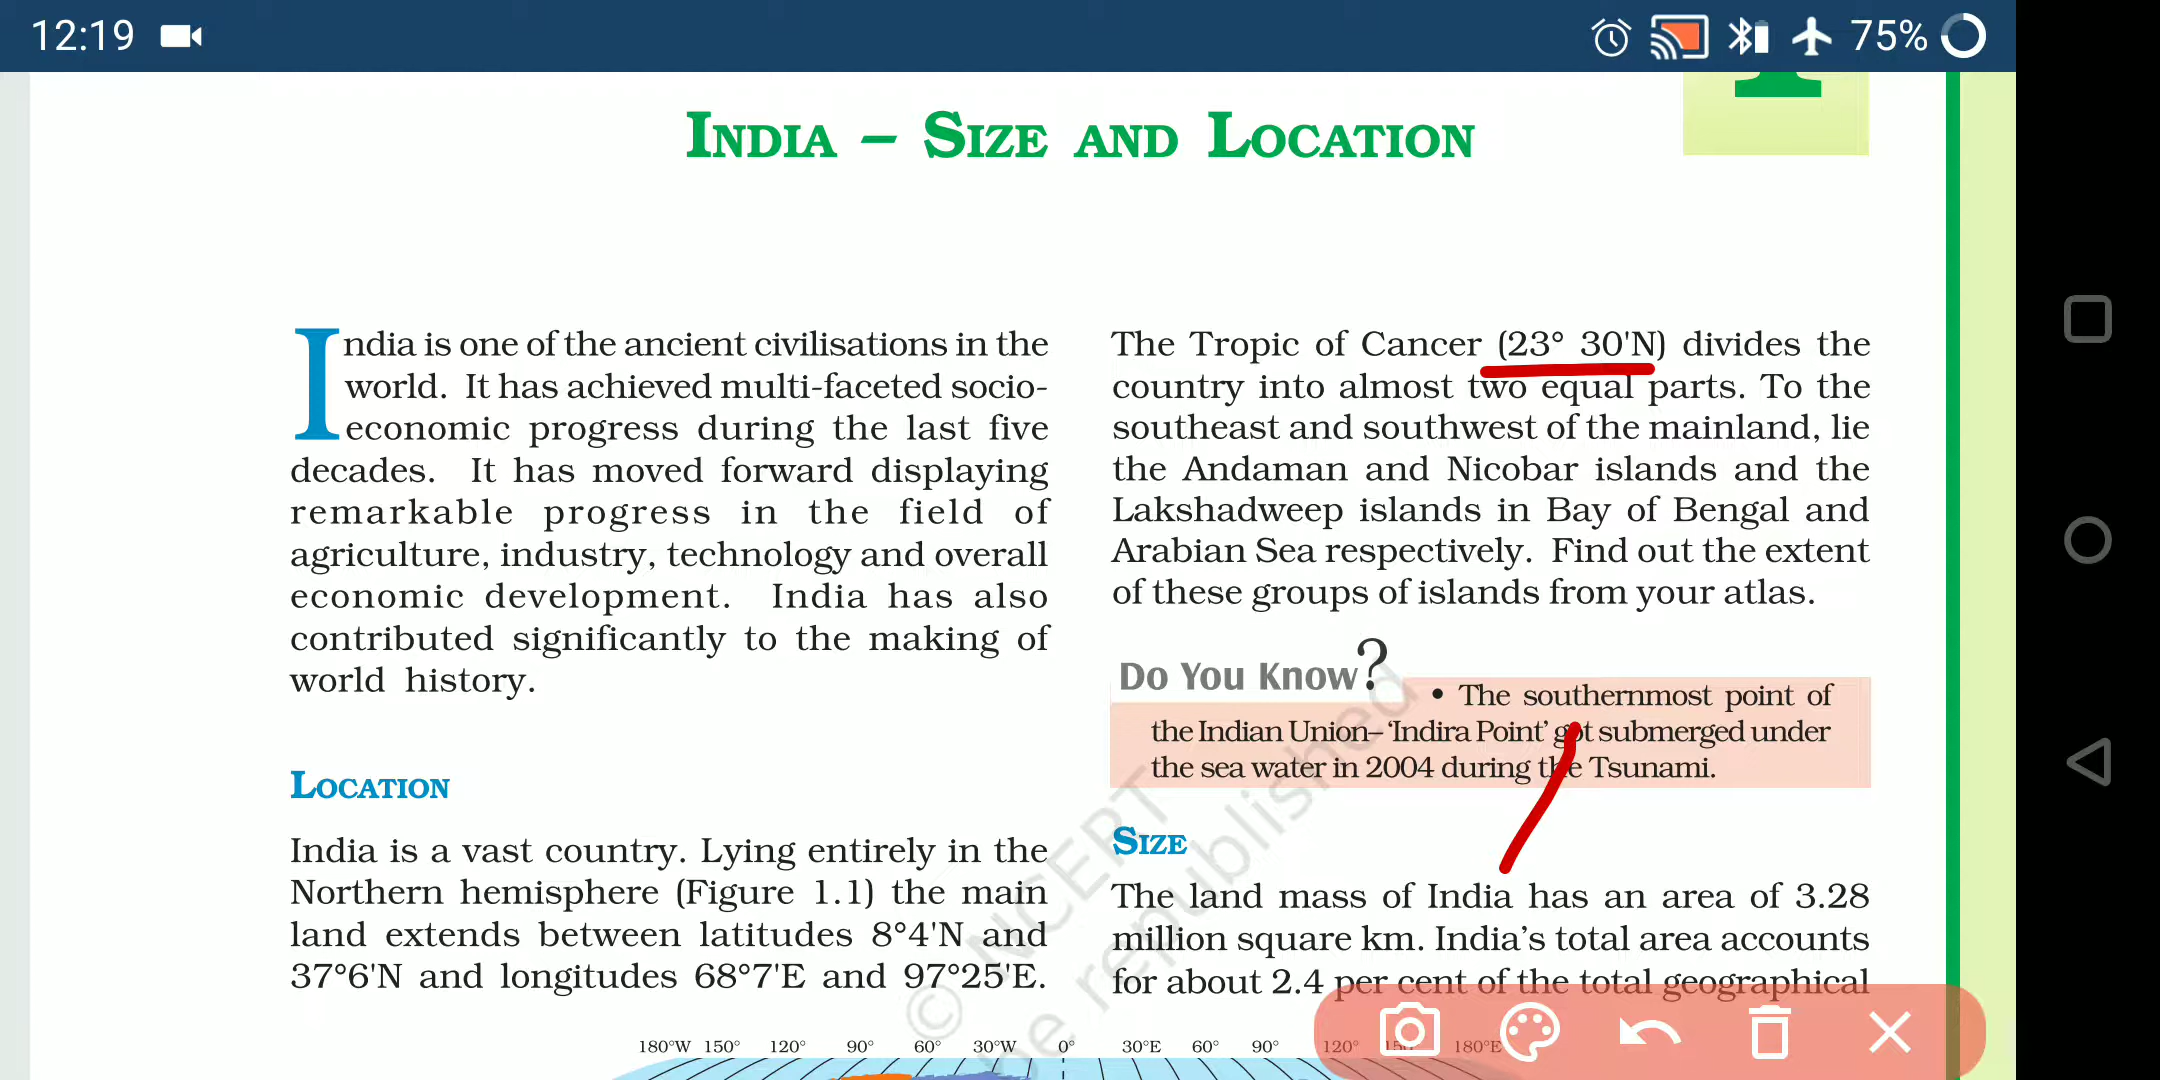 12:19
75%
INDIA – SIZE AND LOCATION
India is one of the ancient civilisations in the
world. It has achieved multi-faceted socio-
economic progress during the last five
decades. It has moved forward displaying
remarkable progress in the field of
agriculture, industry, technology and overall
economic development. India has also
contributed significantly to the making of
world history.
LOCATION
India is a vast country. Lying entirely in the
Northern hemisphere (Figure 1.1) the main
land extends between latitudes 8°4'N and
37°6'N and longitudes 68°7'E and 97°25'E.
The Tropic of Cancer (23° 30'N) divides the
country into almost two equal parts. To the
southeast and southwest of the mainland, lie
the Andaman and Nicobar islands and the
Lakshadweep islands in Bay of Bengal and
Arabian Sea respectively. Find out the extent
of these groups of islands from your atlas.
Do You Know?
• The southernmost point of
the Indian Union– ‘Indira Point’ got submerged under
the sea water in 2004 during the Tsunami.
SIZE
The land mass of India has an area of 3.28
million square km. India’s total area accounts
for about 2.4 per cent of the total geographical
180°W 150° 120° 90° 60° 30°W 0° 30°E 60° 90° 120° 150° 180°E
© NCERT
be republished